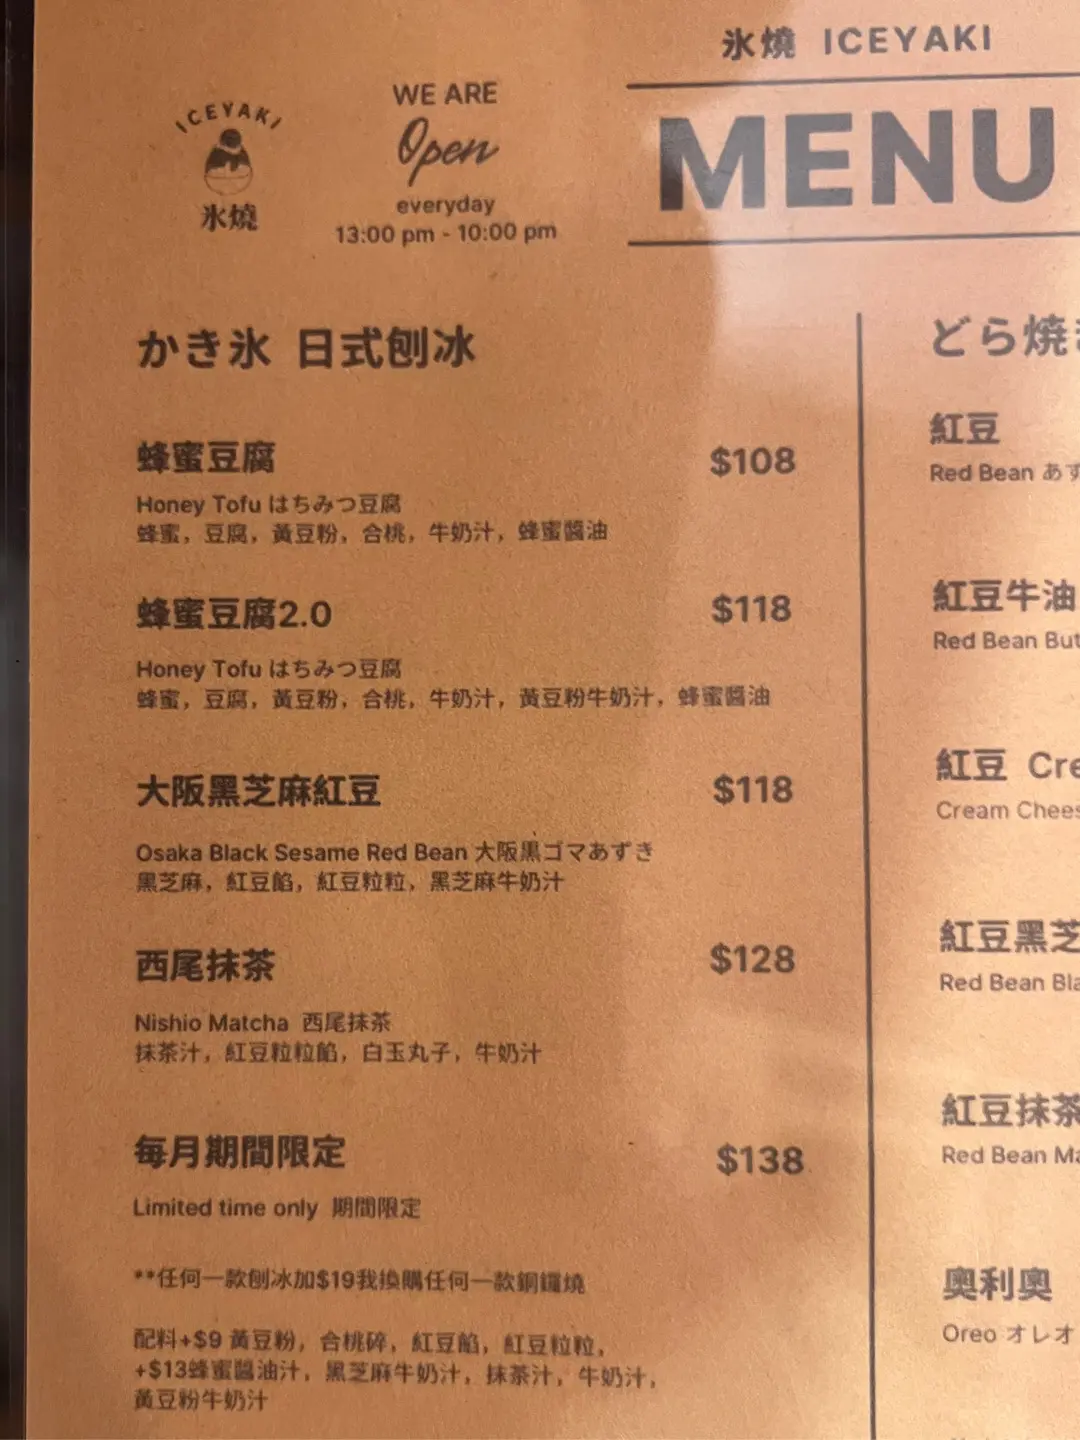 氷燒 ICEYAKI
MENU
ICEYAKI
氷燒
WE ARE
Open
everyday
13:00 pm - 10:00 pm
かき氷 日式刨冰
蜂蜜豆腐 $108
Honey Tofu はちみつ豆腐
蜂蜜，豆腐，黃豆粉，合桃，牛奶汁，蜂蜜醬油
蜂蜜豆腐2.0 $118
Honey Tofu はちみつ豆腐
蜂蜜，豆腐，黃豆粉，合桃，牛奶汁，黃豆粉牛奶汁，蜂蜜醬油
大阪黑芝麻紅豆 $118
Osaka Black Sesame Red Bean 大阪黒ゴマあずき
黑芝麻，紅豆餡，紅豆粒粒，黑芝麻牛奶汁
西尾抹茶 $128
Nishio Matcha 西尾抹茶
抹茶汁，紅豆粒粒餡，白玉丸子，牛奶汁
每月期間限定 $138
Limited time only 期間限定
**任何一款刨冰加$19我換購任何一款銅鑼燒
配料+$9 黃豆粉，合桃碎，紅豆餡，紅豆粒粒，
+$13蜂蜜醬油汁，黑芝麻牛奶汁，抹茶汁，牛奶汁，
黃豆粉牛奶汁
どら焼
紅豆
Red Bean あず
紅豆牛油
Red Bean But
紅豆 Cre
Cream Chees
紅豆黑芝
Red Bean Bla
紅豆抹茶
Red Bean Ma
奧利奧
Oreo オレオ